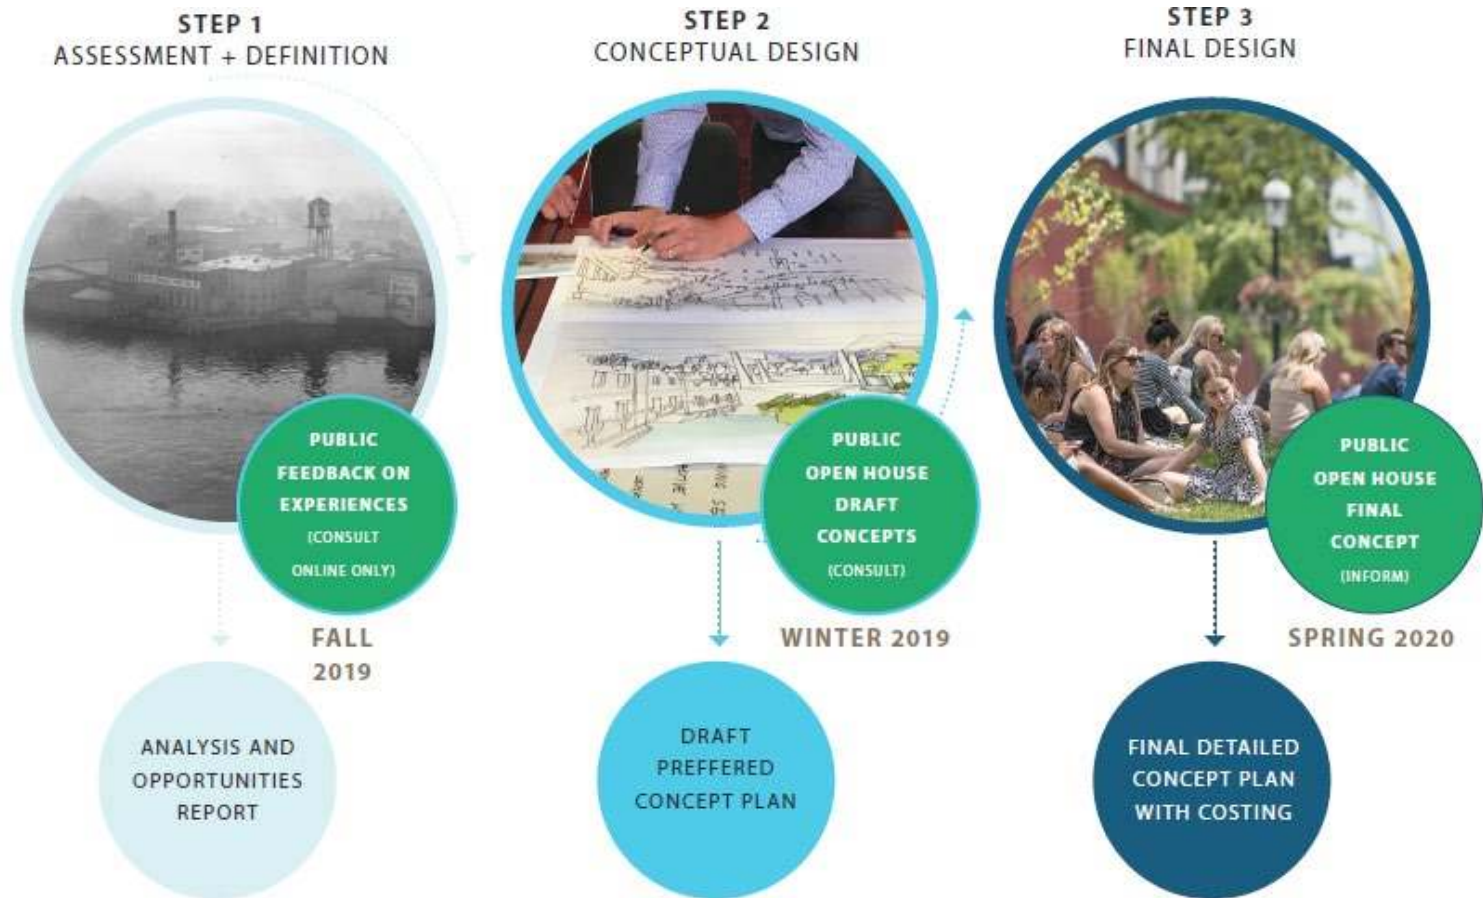 STEP 1
ASSESSMENT + DEFINITION
PUBLIC
FEEDBACK ON
EXPERIENCES
(CONSULT
ONLINE ONLY)
FALL
2019
ANALYSIS AND
OPPORTUNITIES
REPORT
STEP 2
CONCEPTUAL DESIGN
PUBLIC
OPEN HOUSE
DRAFT
CONCEPTS
(CONSULT)
WINTER 2019
DRAFT
PREFFERED
CONCEPT PLAN
STEP 3
FINAL DESIGN
PUBLIC
OPEN HOUSE
FINAL
CONCEPT
(INFORM)
SPRING 2020
FINAL DETAILED
CONCEPT PLAN
WITH COSTING